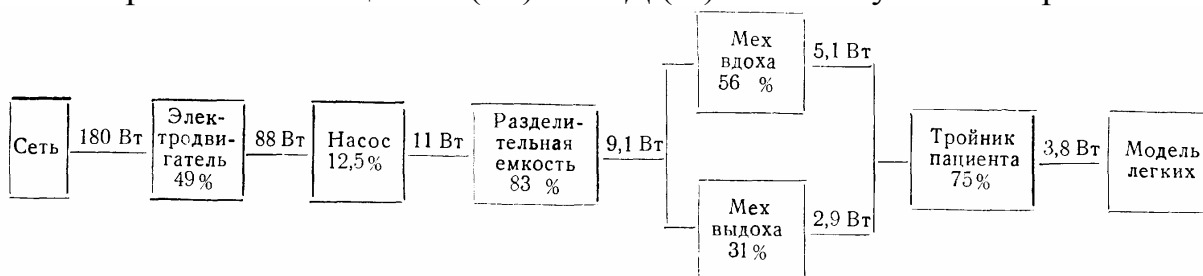 Мех
вдоха
56 %
5,1 Вт
Сеть
180 Вт
Элек-
тродви-
гатель
49%
88 Вт
Насос
12,5%
11 Вт
Раздели-
тельная
емкость
83 %
9,1 Вт
Тройник
пациента
75%
3,8 Вт
Модель
легких
Мех
выдоха
31%
2,9 Вт